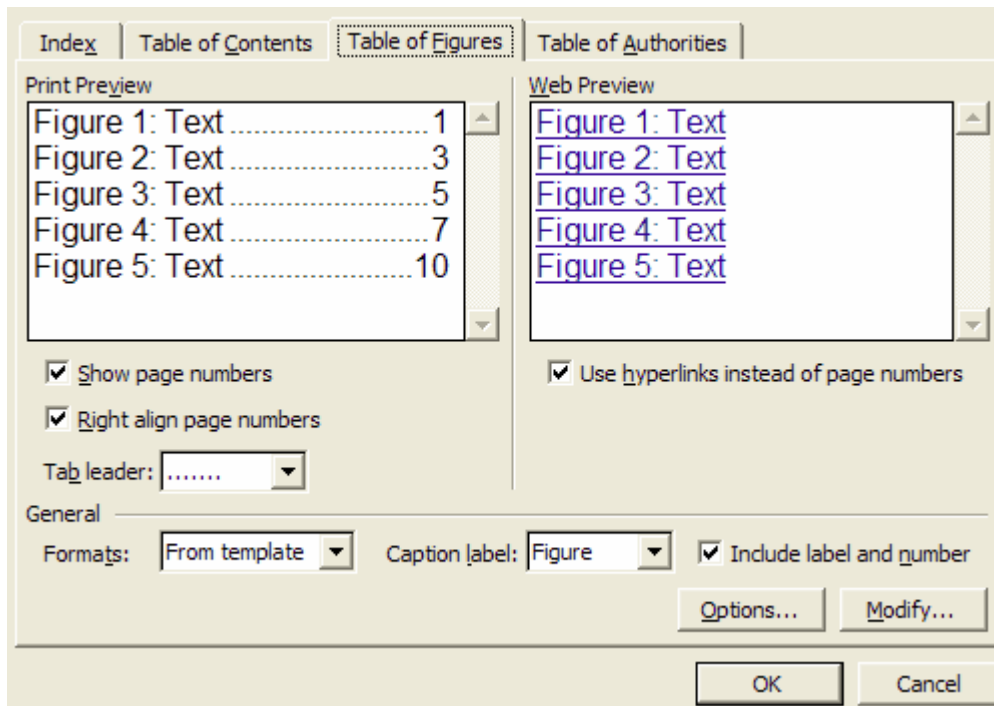 Index Table of Contents Table of Figures Table of Authorities
Print Preview Web Preview
Figure 1: Text ........................1 Figure 1: Text
Figure 2: Text ........................3 Figure 2: Text
Figure 3: Text ........................5 Figure 3: Text
Figure 4: Text ........................7 Figure 4: Text
Figure 5: Text ......................10 Figure 5: Text
Show page numbers Use hyperlinks instead of page numbers
Right align page numbers
Tab leader: .......
General
Formats: From template Caption label: Figure Include label and number
Options... Modify...
OK Cancel